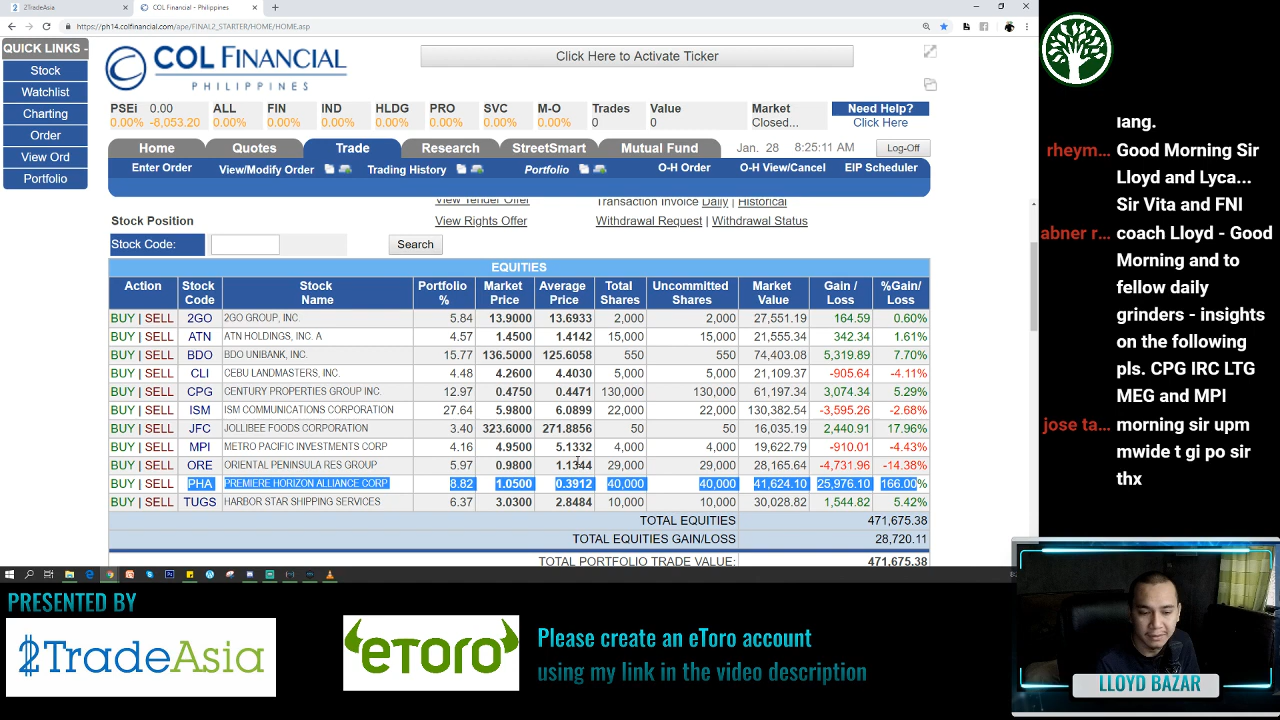 2TradeAsia
COL Financial - Philippines
https://ph14.colfinancial.com/ape/FINAL2_STARTER/HOME/HOME.asp
QUICK LINKS -
Stock
Watchlist
Charting
Order
View Ord
Portfolio
COL FINANCIAL
PHILIPPINES
Click Here to Activate Ticker
PSEi 0.00 ALL FIN IND HLDG PRO SVC M-O Trades Value Market Need Help?
0.00% -8,053.20 0.00% 0.00% 0.00% 0.00% 0.00% 0.00% 0.00% 0 0 Closed... Click Here
Home Quotes Trade Research StreetSmart Mutual Fund Jan. 28 8:25:11 AM Log-Off
Enter Order View/Modify Order Trading History Portfolio O-H Order O-H View/Cancel EIP Scheduler
View Tender Offer Transaction Invoice Daily | Historical
Stock Position View Rights Offer Withdrawal Request | Withdrawal Status
Stock Code: Search
EQUITIES
Action Stock Code Stock Name Portfolio % Market Price Average Price Total Shares Uncommitted Shares Market Value Gain / Loss %Gain/ Loss
BUY | SELL 2GO 2GO GROUP, INC. 5.84 13.9000 13.6933 2,000 2,000 27,551.19 164.59 0.60%
BUY | SELL ATN ATN HOLDINGS, INC. A 4.57 1.4500 1.4142 15,000 15,000 21,555.34 342.34 1.61%
BUY | SELL BDO BDO UNIBANK, INC. 15.77 136.5000 125.6058 550 550 74,403.08 5,319.89 7.70%
BUY | SELL CLI CEBU LANDMASTERS, INC. 4.48 4.2600 4.4030 5,000 5,000 21,109.37 -905.64 -4.11%
BUY | SELL CPG CENTURY PROPERTIES GROUP INC. 12.97 0.4750 0.4471 130,000 130,000 61,197.34 3,074.34 5.29%
BUY | SELL ISM ISM COMMUNICATIONS CORPORATION 27.64 5.9800 6.0899 22,000 22,000 130,382.54 -3,595.26 -2.68%
BUY | SELL JFC JOLLIBEE FOODS CORPORATION 3.40 323.6000 271.8856 50 50 16,035.19 2,440.91 17.96%
BUY | SELL MPI METRO PACIFIC INVESTMENTS CORP 4.16 4.9500 5.1332 4,000 4,000 19,622.79 -910.01 -4.43%
BUY | SELL ORE ORIENTAL PENINSULA RES GROUP 5.97 0.9800 1.1344 29,000 29,000 28,165.64 -4,731.96 -14.38%
BUY | SELL PHA PREMIERE HORIZON ALLIANCE CORP 8.82 1.0500 0.3912 40,000 40,000 41,624.10 25,976.10 166.00%
BUY | SELL TUGS HARBOR STAR SHIPPING SERVICES 6.37 3.0300 2.8484 10,000 10,000 30,028.82 1,544.82 5.42%
TOTAL EQUITIES 471,675.38
TOTAL EQUITIES GAIN/LOSS 28,720.11
TOTAL PORTFOLIO TRADE VALUE: 471,675.38
lang.
rheym... Good Morning Sir
Lloyd and Lyca...
Sir Vita and FNI
abner r... coach Lloyd - Good
Morning and to
fellow daily
grinders - insights
on the following
pls. CPG IRC LTG
MEG and MPI
jose ta... morning sir upm
mwide t gi po sir
thx
PRESENTED BY
2TradeAsia
eToro
Please create an eToro account
using my link in the video description
LLOYD BAZAR